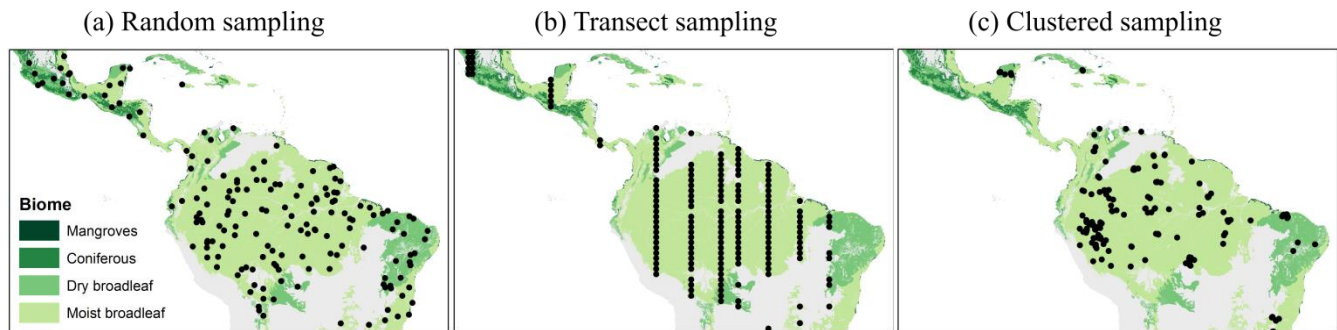 (a) Random sampling
(b) Transect sampling
(c) Clustered sampling
Biome
Mangroves
Coniferous
Dry broadleaf
Moist broadleaf